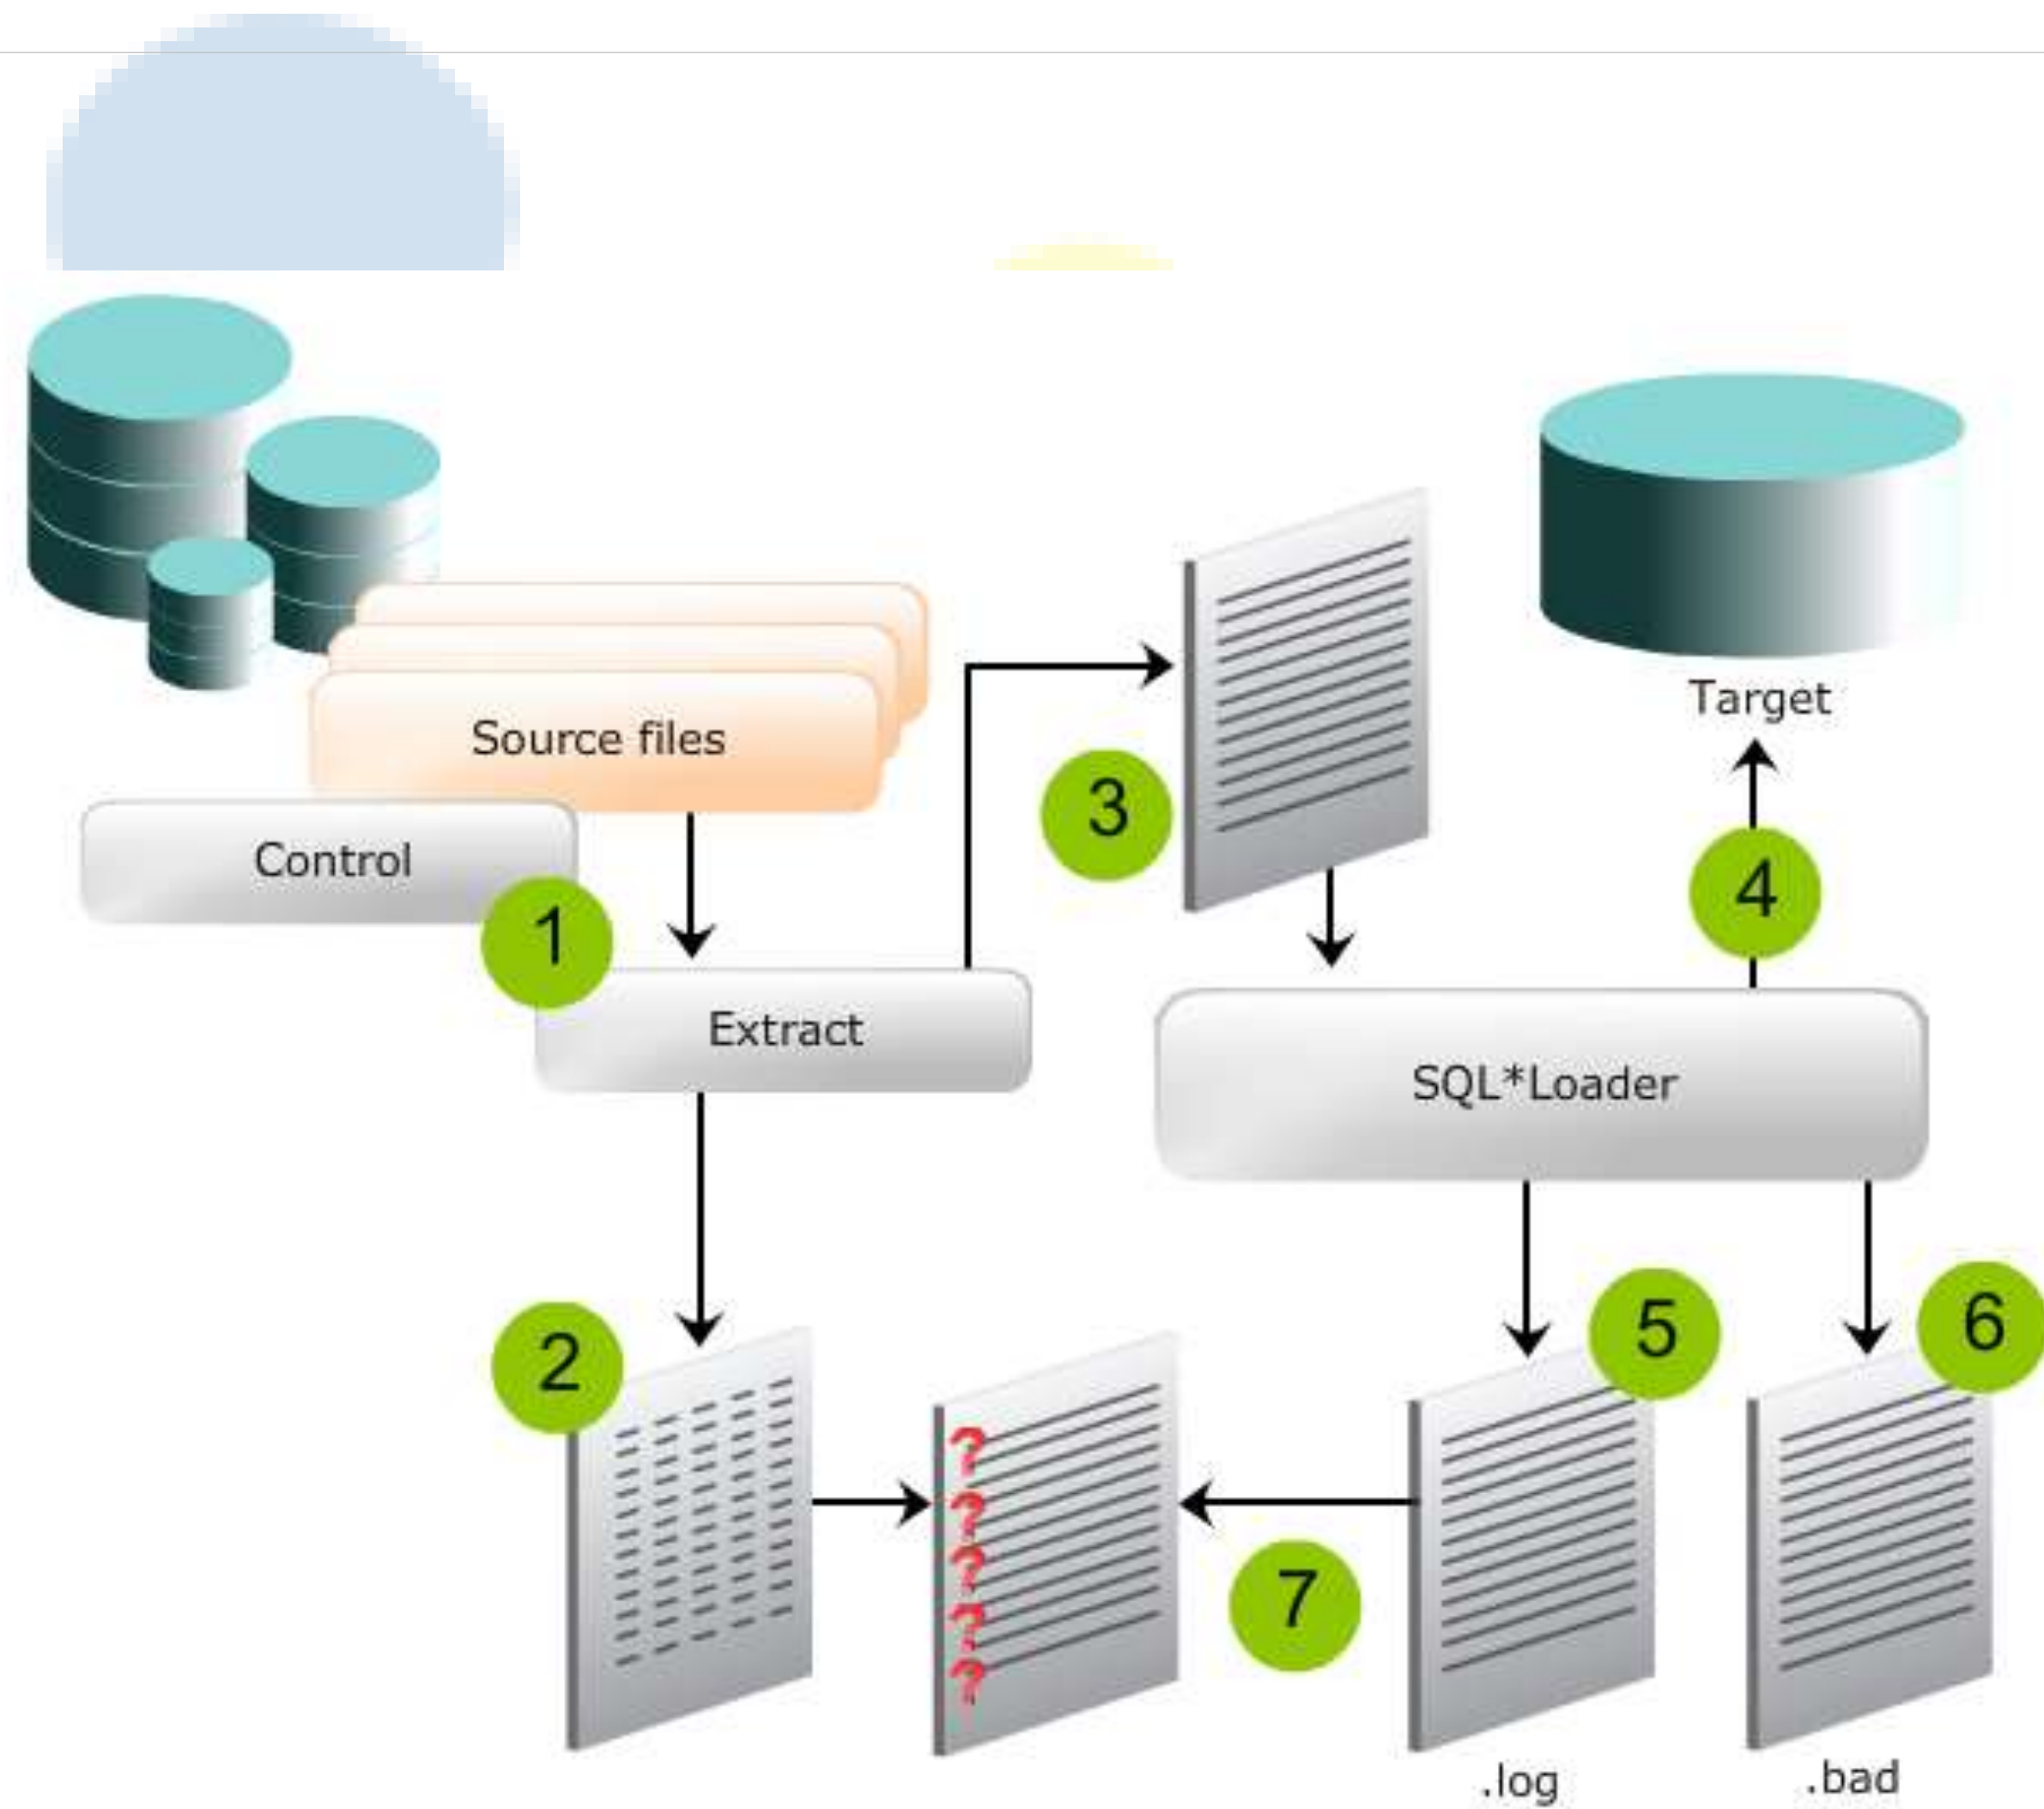 Target
Source files
3
Control
4
1
Extract
SQL*Loader
2
5
6
7
.log
.bad
?
?
?
?
?